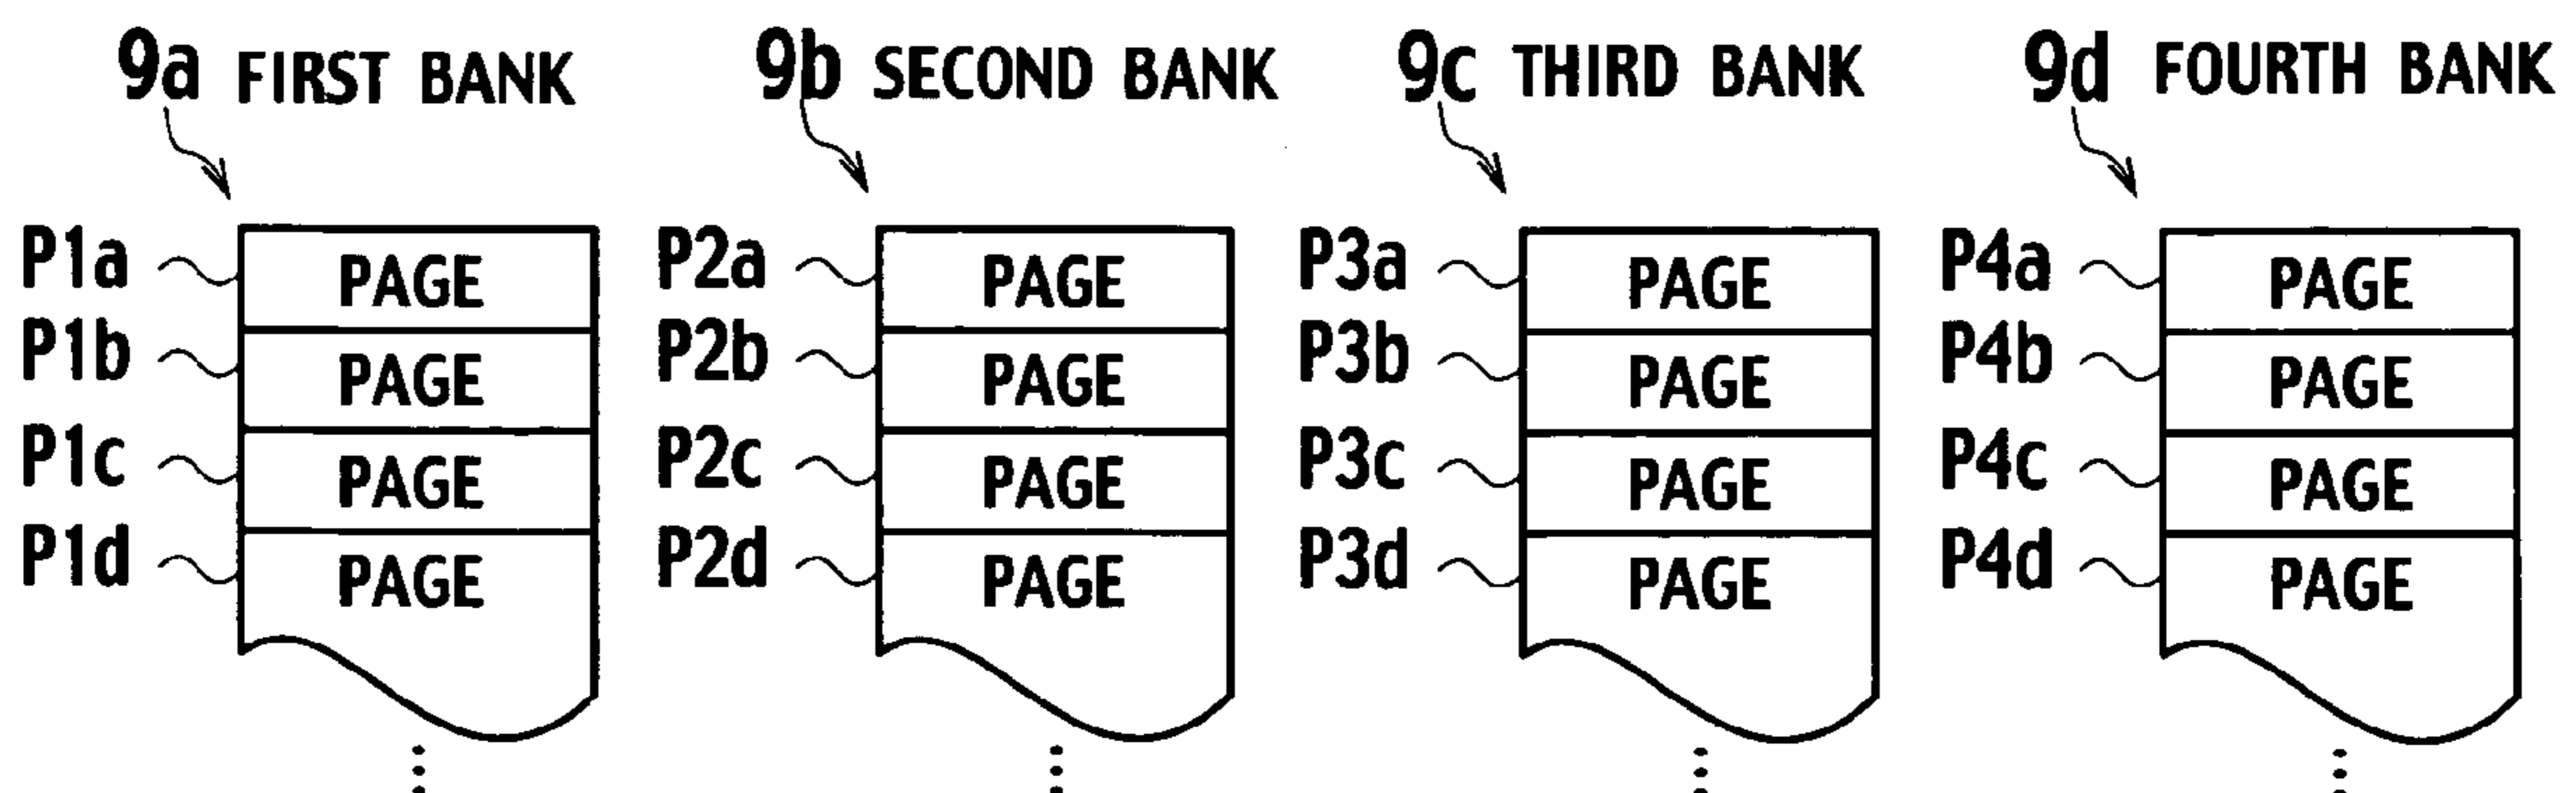 9a FIRST BANK 9b SECOND BANK 9c THIRD BANK 9d FOURTH BANK
P1a PAGE P2a PAGE P3a PAGE P4a PAGE
P1b PAGE P2b PAGE P3b PAGE P4b PAGE
P1c PAGE P2c PAGE P3c PAGE P4c PAGE
P1d PAGE P2d PAGE P3d PAGE P4d PAGE